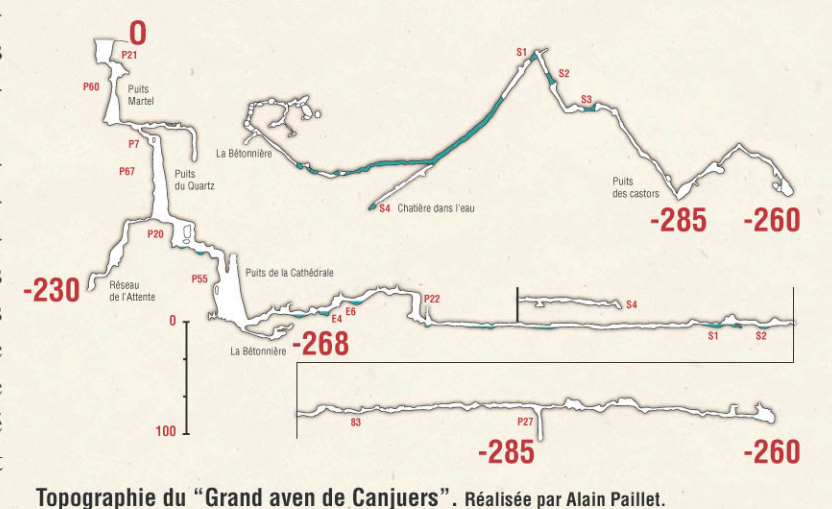 0
P21
P60
Puits
Martel
P7
P67
Puits
du Quartz
P20
-230
Réseau
de l'Attente
P55
Puits de la Cathédrale
La Bétonnière
-268
E4
E6
P22
S4
S1
S2
La Bétonnière
S4
Chatière dans l'eau
S1
S2
S3
Puits
des castors
-285
-260
0
100
83
P27
-285
-260
Topographie du “Grand aven de Canjuers”. Réalisée par Alain Paillet.